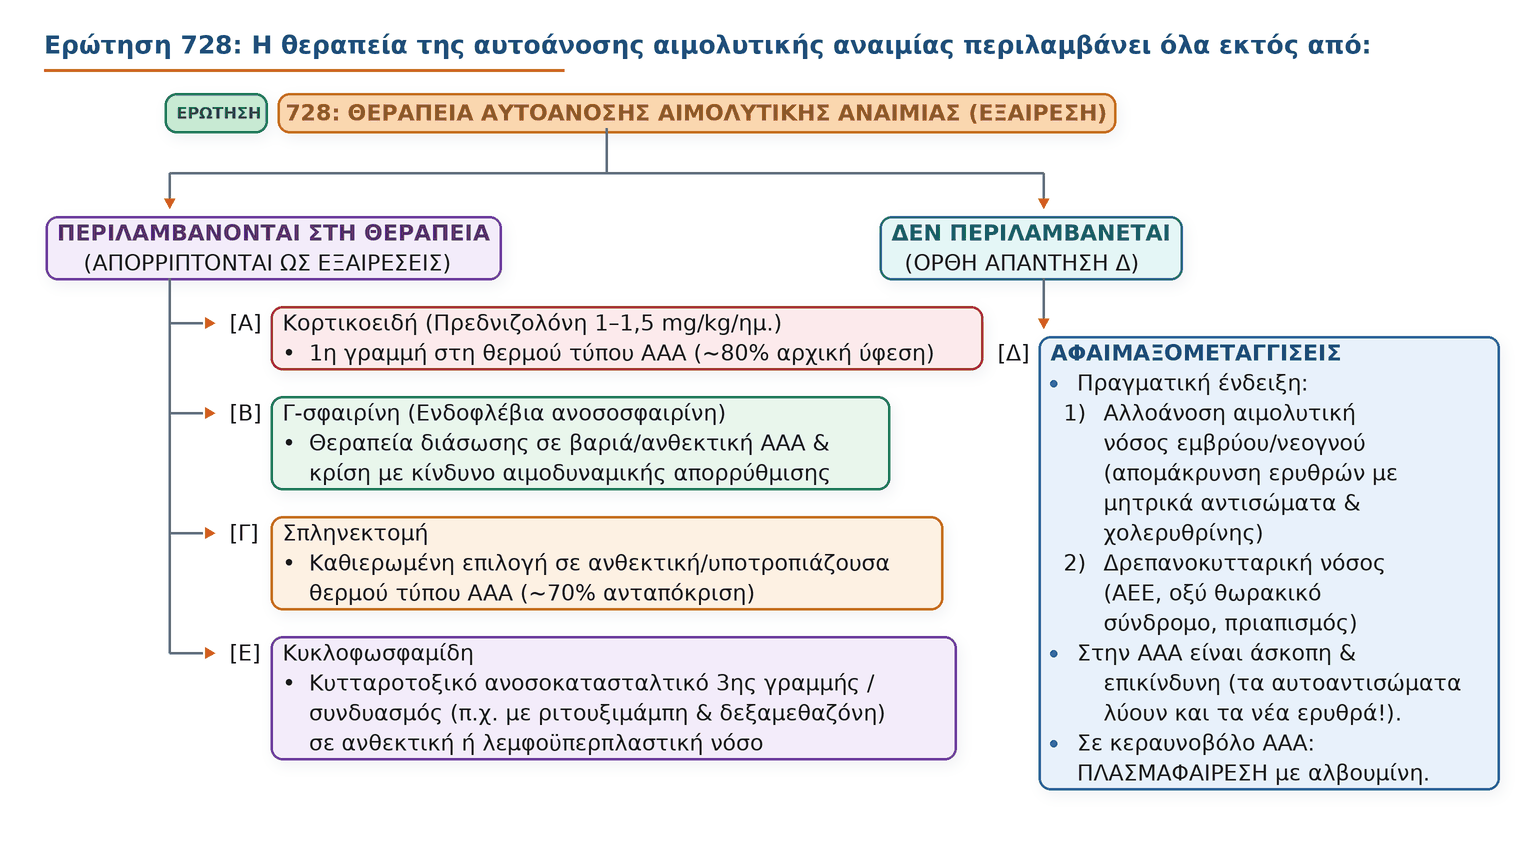 Ερώτηση 728: Η θεραπεία της αυτοάνοσης αιμολυτικής αναιμίας περιλαμβάνει όλα εκτός από:
ΕΡΩΤΗΣΗ
728: ΘΕΡΑΠΕΙΑ ΑΥΤΟΑΝΟΣΗΣ ΑΙΜΟΛΥΤΙΚΗΣ ΑΝΑΙΜΙΑΣ (ΕΞΑΙΡΕΣΗ)
ΠΕΡΙΛΑΜΒΑΝΟΝΤΑΙ ΣΤΗ ΘΕΡΑΠΕΙΑ
(ΑΠΟΡΡΙΠΤΟΝΤΑΙ ΩΣ ΕΞΑΙΡΕΣΕΙΣ)
[Α]
Κορτικοειδή (Πρεδνιζολόνη 1–1,5 mg/kg/ημ.)
• 1η γραμμή στη θερμού τύπου ΑΑΑ (~80% αρχική ύφεση)
[Β]
Γ-σφαιρίνη (Ενδοφλέβια ανοσοσφαιρίνη)
• Θεραπεία διάσωσης σε βαριά/ανθεκτική ΑΑΑ &
κρίση με κίνδυνο αιμοδυναμικής απορρύθμισης
[Γ]
Σπληνεκτομή
• Καθιερωμένη επιλογή σε ανθεκτική/υποτροπιάζουσα
θερμού τύπου ΑΑΑ (~70% ανταπόκριση)
[Ε]
Κυκλοφωσφαμίδη
• Κυτταροτοξικό ανοσοκατασταλτικό 3ης γραμμής /
συνδυασμός (π.χ. με ριτουξιμάμπη & δεξαμεθαζόνη)
σε ανθεκτική ή λεμφοϋπερπλαστική νόσο
ΔΕΝ ΠΕΡΙΛΑΜΒΑΝΕΤΑΙ
(ΟΡΘΗ ΑΠΑΝΤΗΣΗ Δ)
[Δ]
ΑΦΑΙΜΑΞΟΜΕΤΑΓΓΙΣΕΙΣ
• Πραγματική ένδειξη:
1) Αλλοάνοση αιμολυτική
νόσος εμβρύου/νεογνού
(απομάκρυνση ερυθρών με
μητρικά αντισώματα &
χολερυθρίνης)
2) Δρεπανοκυτταρική νόσος
(ΑΕΕ, οξύ θωρακικό
σύνδρομο, πριαπισμός)
• Στην ΑΑΑ είναι άσκοπη &
επικίνδυνη (τα αυτοαντισώματα
λύουν και τα νέα ερυθρά!).
• Σε κεραυνοβόλο ΑΑΑ:
ΠΛΑΣΜΑΦΑΙΡΕΣΗ με αλβουμίνη.